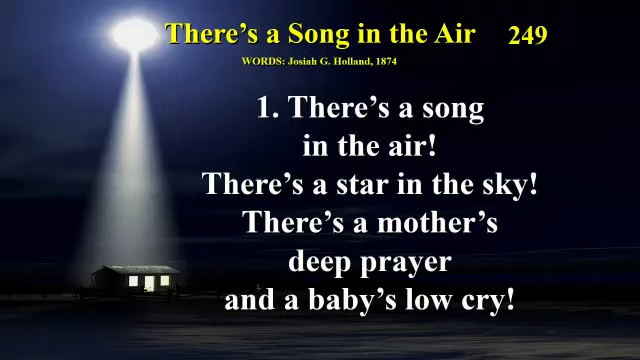 There's a Song in the Air 249
WORDS: Josiah G. Holland, 1874
1. There's a song
in the air!
There's a star in the sky!
There's a mother's
deep prayer
and a baby's low cry!